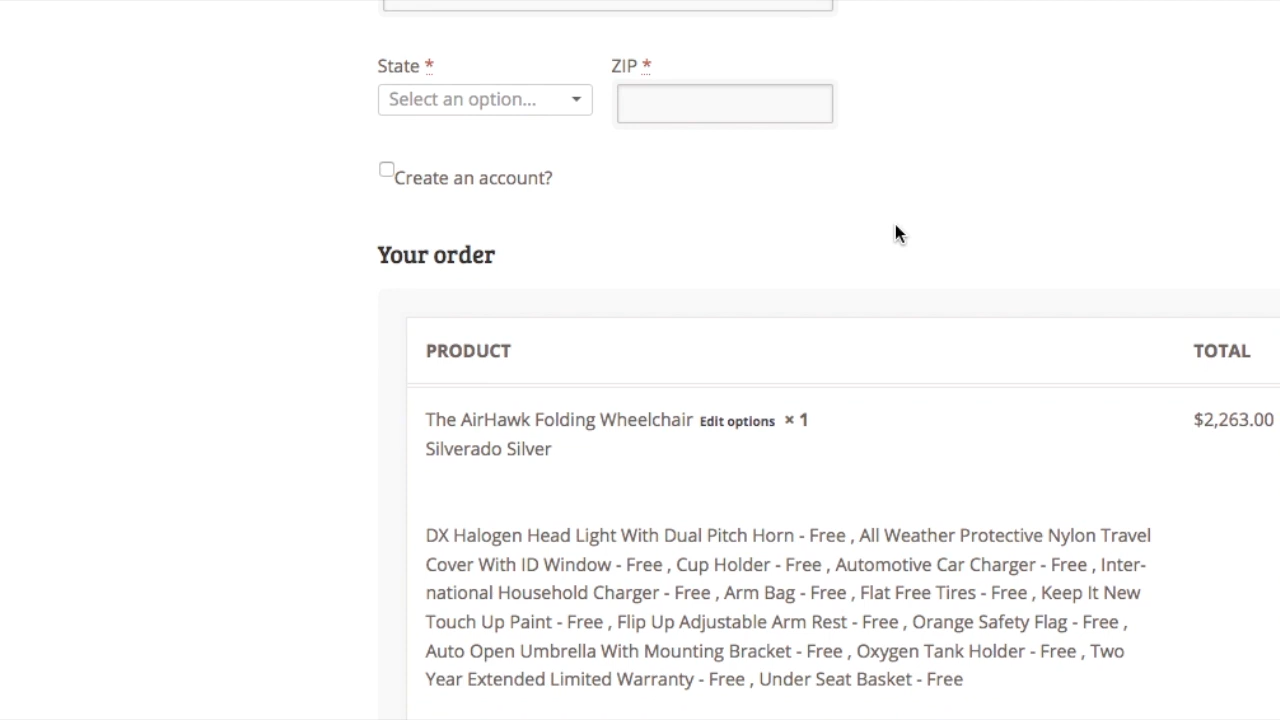 State * ZIP *
Select an option...
Create an account?
Your order
PRODUCT TOTAL
The AirHawk Folding Wheelchair Edit options × 1 $2,263.00
Silverado Silver
DX Halogen Head Light With Dual Pitch Horn - Free , All Weather Protective Nylon Travel
Cover With ID Window - Free , Cup Holder - Free , Automotive Car Charger - Free , Inter-
national Household Charger - Free , Arm Bag - Free , Flat Free Tires - Free , Keep It New
Touch Up Paint - Free , Flip Up Adjustable Arm Rest - Free , Orange Safety Flag - Free ,
Auto Open Umbrella With Mounting Bracket - Free , Oxygen Tank Holder - Free , Two
Year Extended Limited Warranty - Free , Under Seat Basket - Free